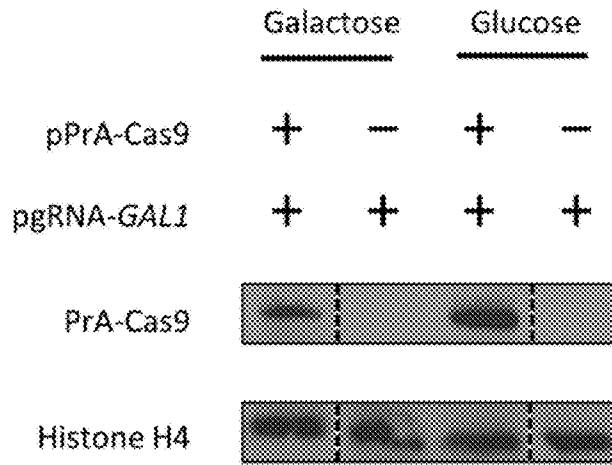 Galactose Glucose
pPrA-Cas9 + − + −
pgRNA-GAL1 + + + +
PrA-Cas9
Histone H4